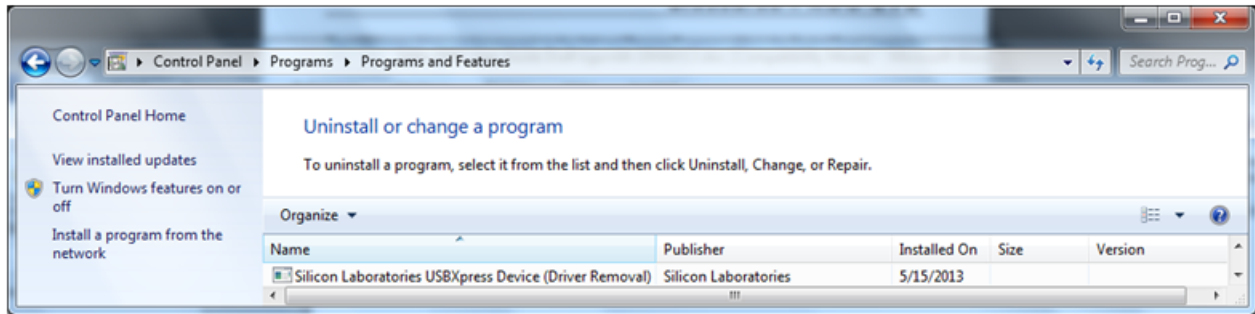 Control Panel ▸ Programs ▸ Programs and Features
Search Prog...
Control Panel Home
View installed updates
Turn Windows features on or
off
Install a program from the
network
Uninstall or change a program
To uninstall a program, select it from the list and then click Uninstall, Change, or Repair.
Organize
Name Publisher Installed On Size Version
Silicon Laboratories USBXpress Device (Driver Removal) Silicon Laboratories 5/15/2013